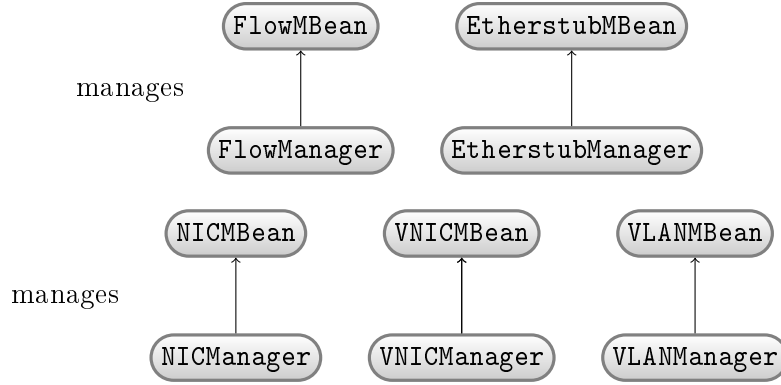 FlowMBean EtherstubMBean
manages
FlowManager EtherstubManager
NICMBean VNICMBean VLANMBean
manages
NICManager VNICManager VLANManager